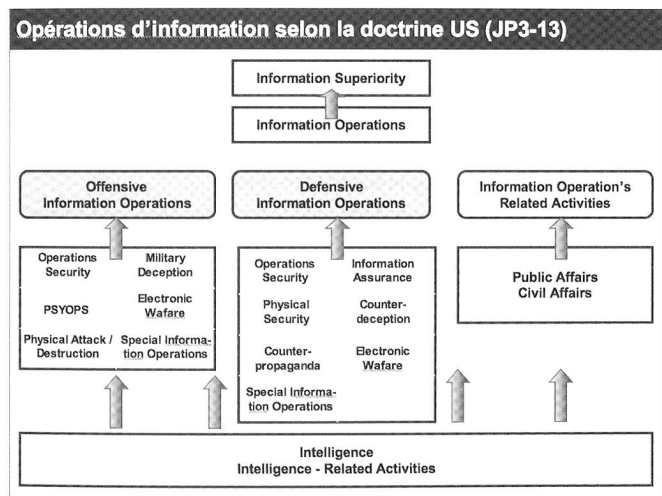 Opérations d'information selon la doctrine US (JP3-13)
Information Superiority
Information Operations
Offensive
Information Operations
Defensive
Information Operations
Information Operation's
Related Activities
Operations
Security
Military
Deception
PSYOPS
Electronic
Wafare
Physical Attack /
Destruction
Special Informa-
tion Operations
Operations
Security
Information
Assurance
Physical
Security
Counter-
deception
Counter-
propaganda
Electronic
Wafare
Special Informa-
tion Operations
Public Affairs
Civil Affairs
Intelligence
Intelligence - Related Activities